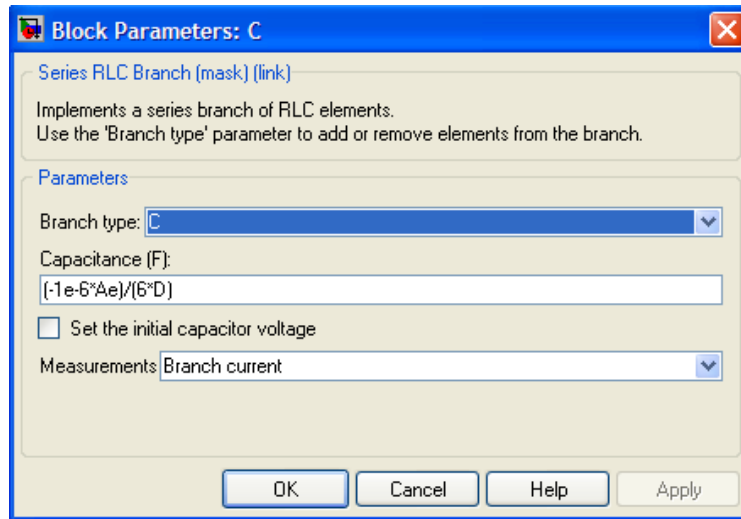 Block Parameters: C
Series RLC Branch (mask) (link)
Implements a series branch of RLC elements.
Use the 'Branch type' parameter to add or remove elements from the branch.
Parameters
Branch type: C
Capacitance (F):
(-1e-6*Ae)/(6*D)
Set the initial capacitor voltage
Measurements Branch current
OK Cancel Help Apply